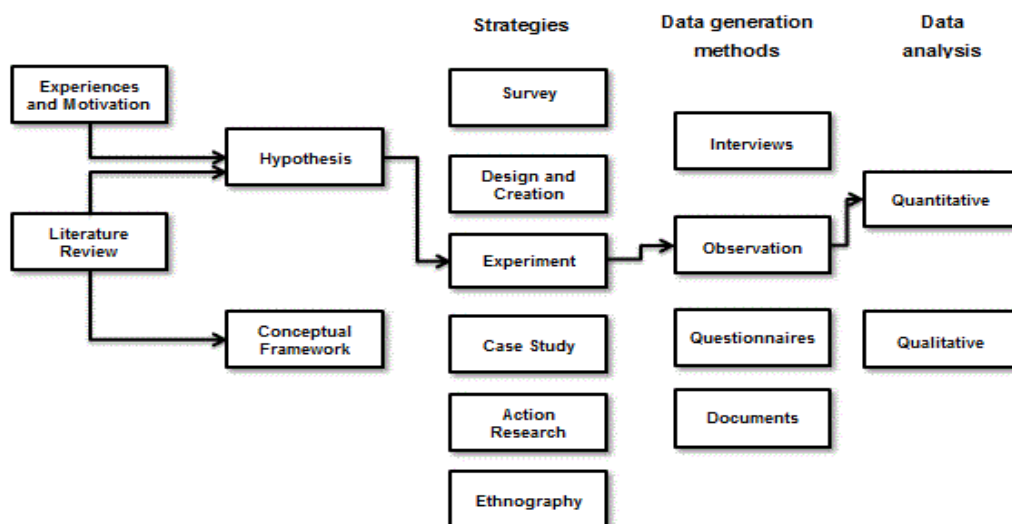 Strategies
Data generation
methods
Data
analysis
Experiences
and Motivation
Literature
Review
Hypothesis
Conceptual
Framework
Survey
Design and
Creation
Experiment
Case Study
Action
Research
Ethnography
Interviews
Observation
Questionnaires
Documents
Quantitative
Qualitative